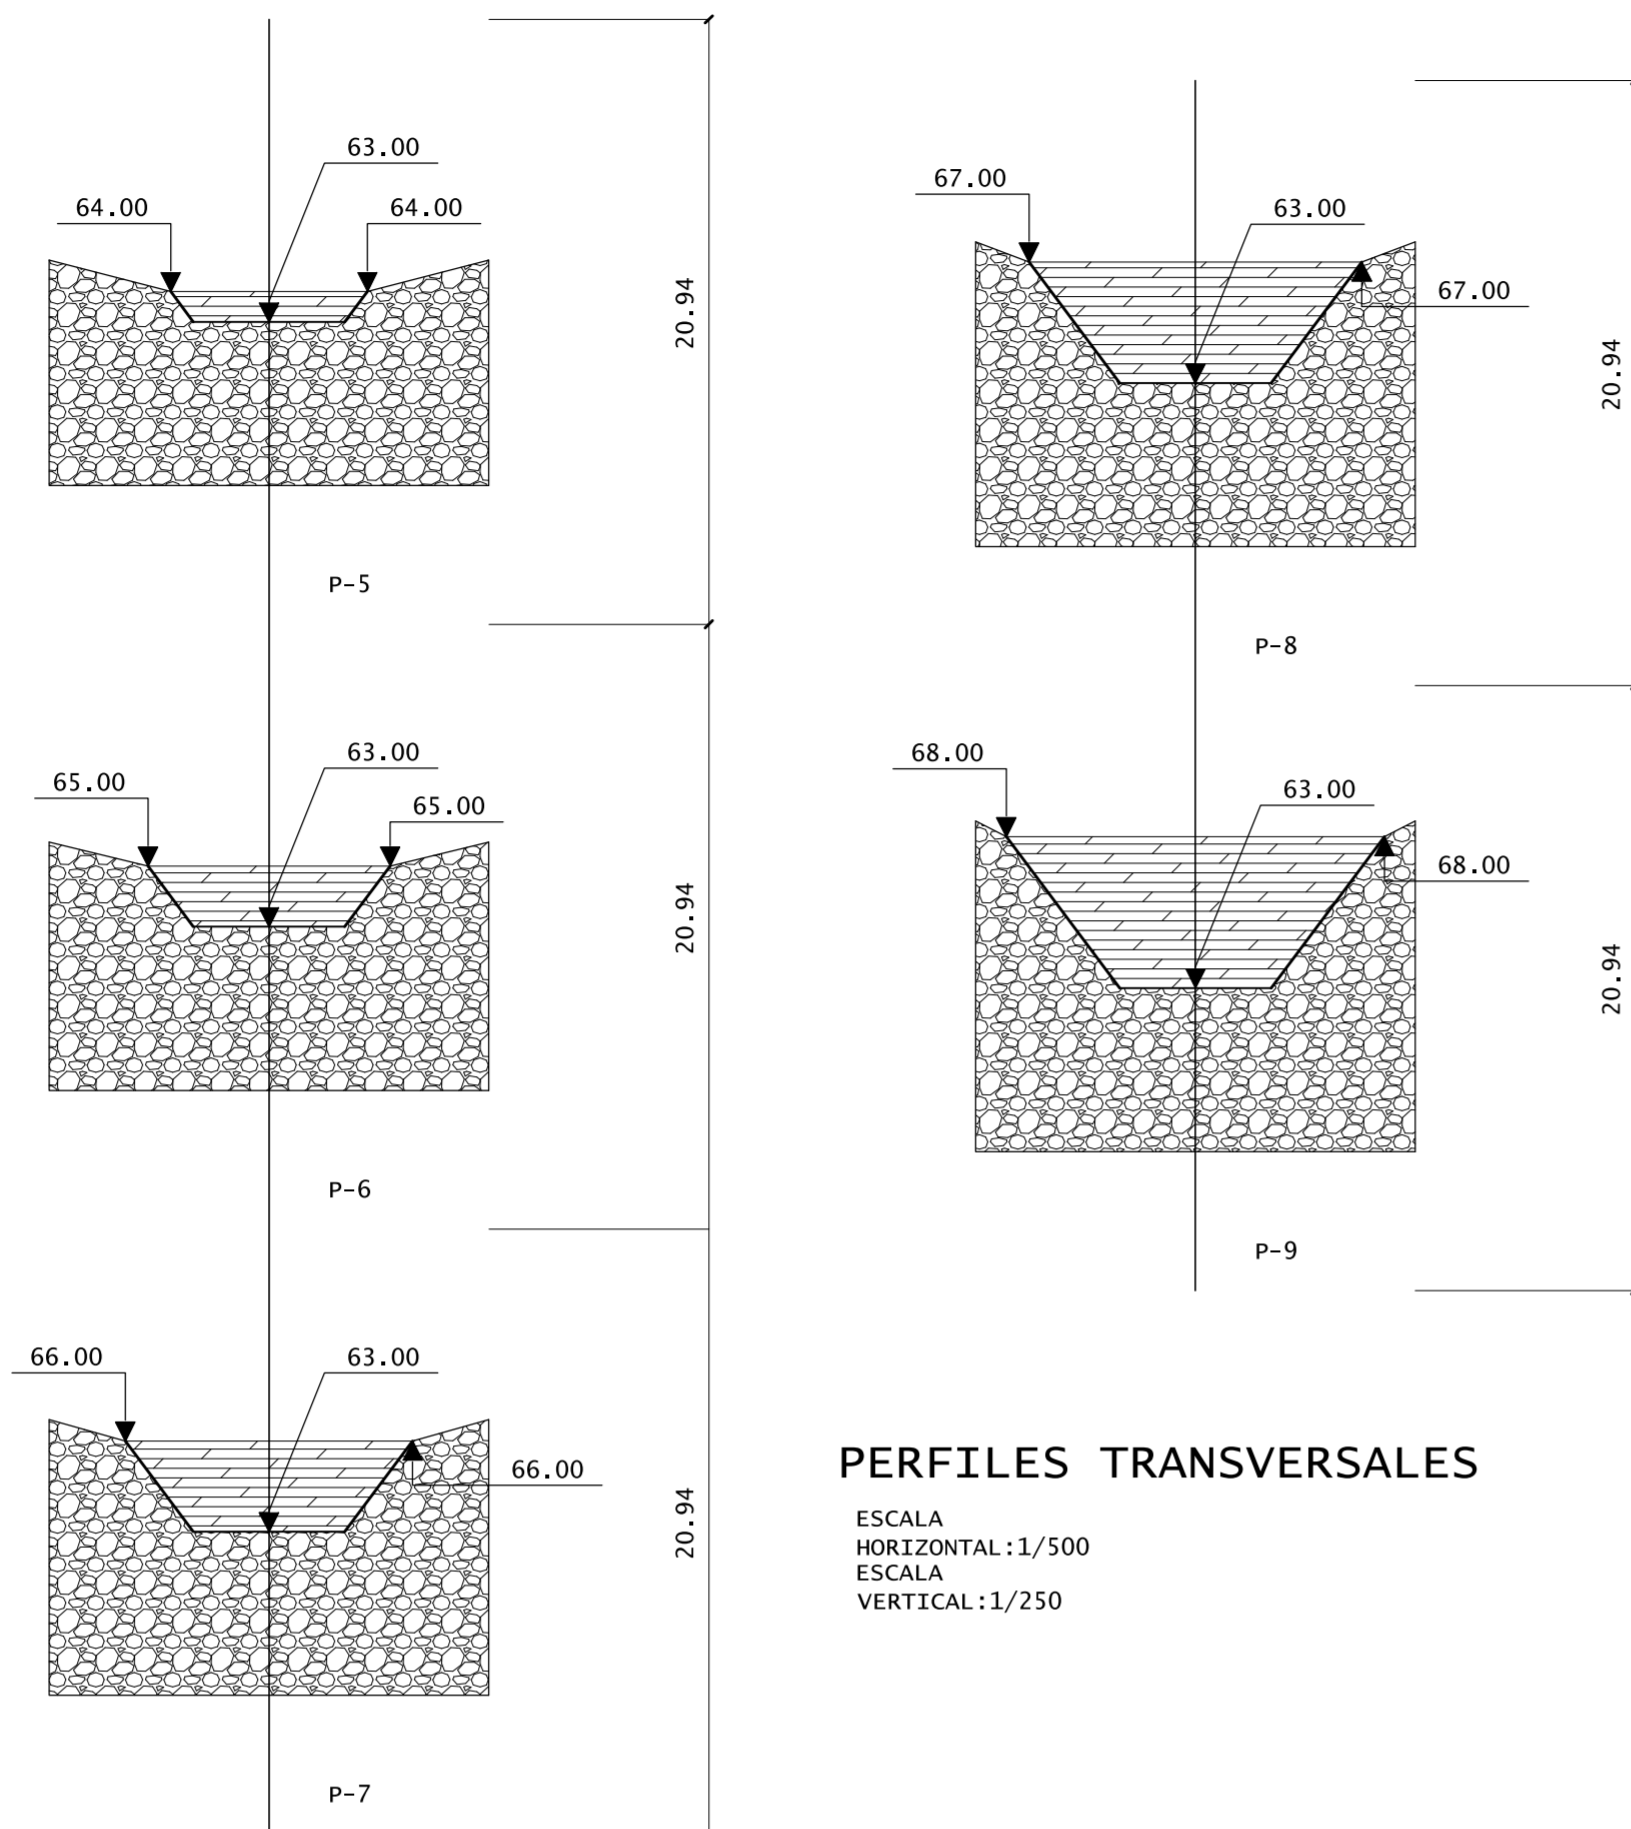 63.00
64.00
64.00
20.94
P-5
63.00
65.00
65.00
20.94
P-6
66.00
63.00
66.00
20.94
P-7
67.00
63.00
67.00
20.94
P-8
68.00
63.00
68.00
20.94
P-9
PERFILES TRANSVERSALES
ESCALA
HORIZONTAL:1/500
ESCALA
VERTICAL:1/250